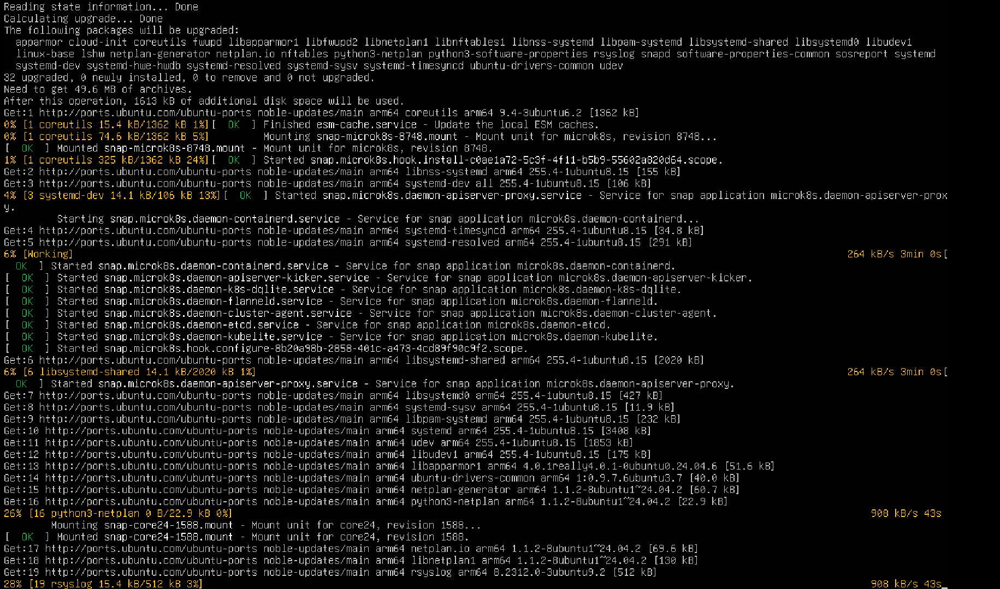 Reading state information... Done
Calculating upgrade... Done
The following packages will be upgraded:
  apparmor cloud-init coreutils fwupd libapparmor1 libfwupd2 libnetplan1 libnftables1 libnss-systemd libpam-systemd libsystemd-shared libsystemd0 libudev1
  linux-base lshw netplan-generator netplan.io nftables python3-netplan python3-software-properties rsyslog snapd software-properties-common sosreport systemd
  systemd-dev systemd-hwe-hwdb systemd-resolved systemd-sysv systemd-timesyncd ubuntu-drivers-common udev
32 upgraded, 0 newly installed, 0 to remove and 0 not upgraded.
Need to get 49.6 MB of archives.
After this operation, 1613 kB of additional disk space will be used.
Get:1 http://ports.ubuntu.com/ubuntu-ports noble-updates/main arm64 coreutils arm64 9.4-3ubuntu6.2 [1362 kB]
0% [1 coreutils 15.4 kB/1362 kB 1%][  OK  ] Finished esm-cache.service - Update the local ESM caches.
0% [1 coreutils 74.6 kB/1362 kB 5%]         Mounting snap-microk8s-8748.mount - Mount unit for microk8s, revision 8748...
[  OK  ] Mounted snap-microk8s-8748.mount - Mount unit for microk8s, revision 8748.
1% [1 coreutils 325 kB/1362 kB 24%][  OK  ] Started snap.microk8s.hook.install-c0ae1a72-5c3f-4f11-b5b9-55602a820d64.scope.
Get:2 http://ports.ubuntu.com/ubuntu-ports noble-updates/main arm64 libnss-systemd arm64 255.4-1ubuntu8.15 [155 kB]
Get:3 http://ports.ubuntu.com/ubuntu-ports noble-updates/main arm64 systemd-dev all 255.4-1ubuntu8.15 [106 kB]
4% [3 systemd-dev 14.1 kB/106 kB 13%][  OK  ] Started snap.microk8s.daemon-apiserver-proxy.service - Service for snap application microk8s.daemon-apiserver-prox
y.
         Starting snap.microk8s.daemon-containerd.service - Service for snap application microk8s.daemon-containerd...
Get:4 http://ports.ubuntu.com/ubuntu-ports noble-updates/main arm64 systemd-timesyncd arm64 255.4-1ubuntu8.15 [34.8 kB]
Get:5 http://ports.ubuntu.com/ubuntu-ports noble-updates/main arm64 systemd-resolved arm64 255.4-1ubuntu8.15 [291 kB]
6% [Working]                                                                 264 kB/s 3min 0s[
  OK  ] Started snap.microk8s.daemon-containerd.service - Service for snap application microk8s.daemon-containerd.
[  OK  ] Started snap.microk8s.daemon-apiserver-kicker.service - Service for snap application microk8s.daemon-apiserver-kicker.
[  OK  ] Started snap.microk8s.daemon-k8s-dqlite.service - Service for snap application microk8s.daemon-k8s-dqlite.
[  OK  ] Started snap.microk8s.daemon-flanneld.service - Service for snap application microk8s.daemon-flanneld.
[  OK  ] Started snap.microk8s.daemon-cluster-agent.service - Service for snap application microk8s.daemon-cluster-agent.
[  OK  ] Started snap.microk8s.daemon-etcd.service - Service for snap application microk8s.daemon-etcd.
[  OK  ] Started snap.microk8s.daemon-kubelite.service - Service for snap application microk8s.daemon-kubelite.
[  OK  ] Started snap.microk8s.hook.configure-8b20a98b-2858-401c-a473-4cd89f90c9f2.scope.
Get:6 http://ports.ubuntu.com/ubuntu-ports noble-updates/main arm64 libsystemd-shared arm64 255.4-1ubuntu8.15 [2020 kB]
6% [6 libsystemd-shared 14.1 kB/2020 kB 1%]                                  264 kB/s 3min 0s[
  OK  ] Started snap.microk8s.daemon-apiserver-proxy.service - Service for snap application microk8s.daemon-apiserver-proxy.
Get:7 http://ports.ubuntu.com/ubuntu-ports noble-updates/main arm64 libsystemd0 arm64 255.4-1ubuntu8.15 [427 kB]
Get:8 http://ports.ubuntu.com/ubuntu-ports noble-updates/main arm64 systemd-sysv arm64 255.4-1ubuntu8.15 [11.9 kB]
Get:9 http://ports.ubuntu.com/ubuntu-ports noble-updates/main arm64 libpam-systemd arm64 255.4-1ubuntu8.15 [232 kB]
Get:10 http://ports.ubuntu.com/ubuntu-ports noble-updates/main arm64 systemd arm64 255.4-1ubuntu8.15 [3408 kB]
Get:11 http://ports.ubuntu.com/ubuntu-ports noble-updates/main arm64 udev arm64 255.4-1ubuntu8.15 [1853 kB]
Get:12 http://ports.ubuntu.com/ubuntu-ports noble-updates/main arm64 libudev1 arm64 255.4-1ubuntu8.15 [175 kB]
Get:13 http://ports.ubuntu.com/ubuntu-ports noble-updates/main arm64 libapparmor1 arm64 4.0.1really4.0.1-0ubuntu0.24.04.6 [51.6 kB]
Get:14 http://ports.ubuntu.com/ubuntu-ports noble-updates/main arm64 ubuntu-drivers-common arm64 1:0.9.7.6ubuntu3.7 [40.0 kB]
Get:15 http://ports.ubuntu.com/ubuntu-ports noble-updates/main arm64 netplan-generator arm64 1.1.2-8ubuntu1~24.04.2 [60.7 kB]
Get:16 http://ports.ubuntu.com/ubuntu-ports noble-updates/main arm64 python3-netplan arm64 1.1.2-8ubuntu1~24.04.2 [22.9 kB]
26% [16 python3-netplan 0 B/22.9 kB 0%]                                      908 kB/s 43s
        Mounting snap-core24-1588.mount - Mount unit for core24, revision 1588...
[  OK  ] Mounted snap-core24-1588.mount - Mount unit for core24, revision 1588.
Get:17 http://ports.ubuntu.com/ubuntu-ports noble-updates/main arm64 netplan.io arm64 1.1.2-8ubuntu1~24.04.2 [69.6 kB]
Get:18 http://ports.ubuntu.com/ubuntu-ports noble-updates/main arm64 libnetplan1 arm64 1.1.2-8ubuntu1~24.04.2 [130 kB]
Get:19 http://ports.ubuntu.com/ubuntu-ports noble-updates/main arm64 rsyslog arm64 8.2312.0-3ubuntu9.2 [512 kB]
28% [19 rsyslog 15.4 kB/512 kB 3%]                                           908 kB/s 43s_